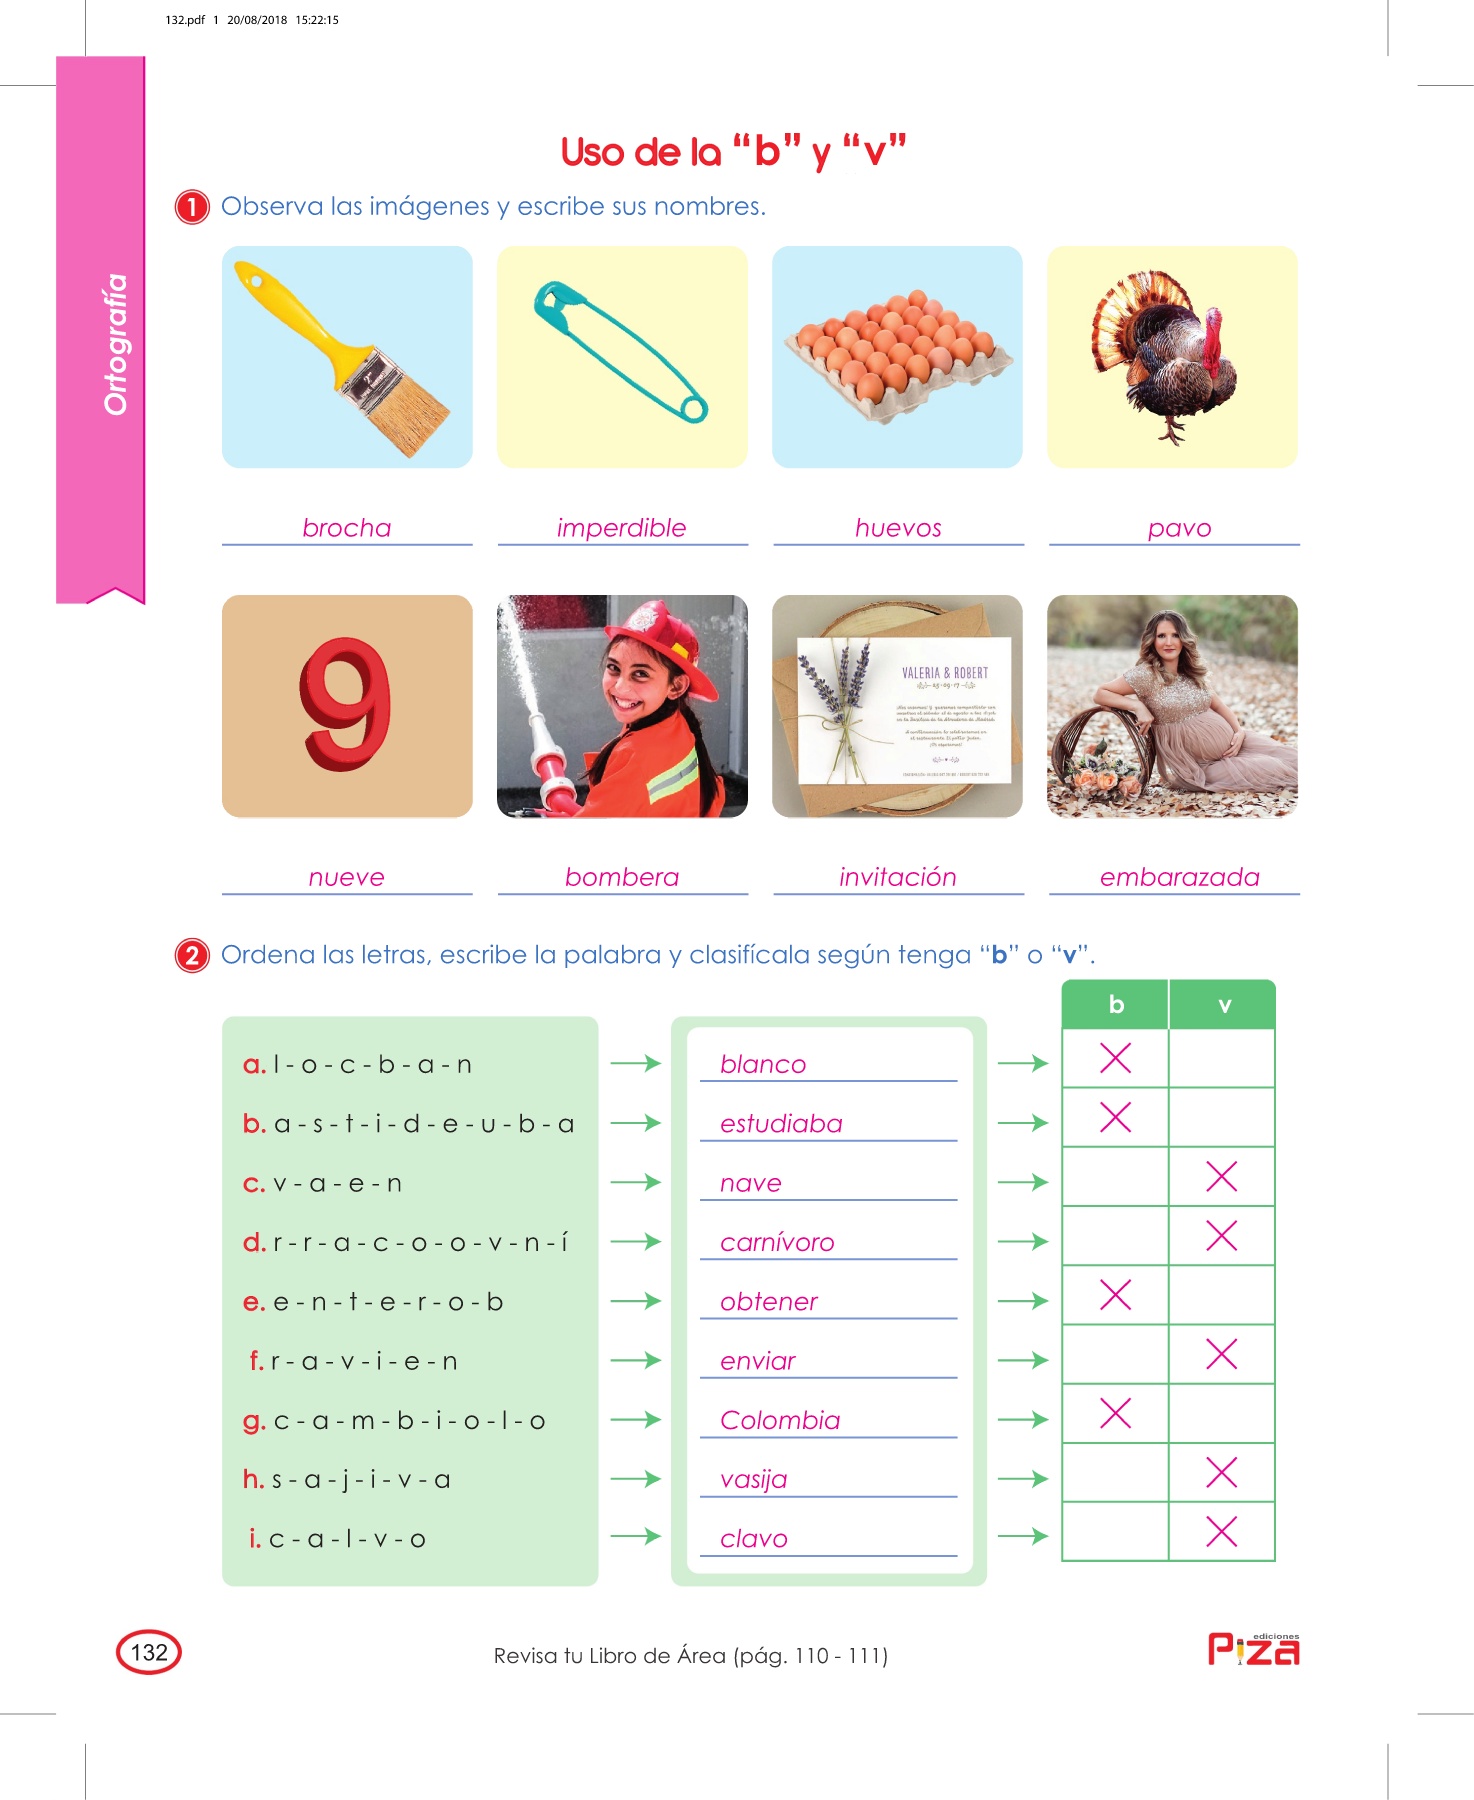 132.pdf 1 20/08/2018 15:22:15
Ortografía
Uso de la “b” y “v”
1 Observa las imágenes y escribe sus nombres.
brocha imperdible huevos pavo
9
VALERIA & ROBERT
nueve bombera invitación embarazada
2 Ordena las letras, escribe la palabra y clasifícala según tenga “b” o “v”.
b v
a. l - o - c - b - a - n blanco
b. a - s - t - i - d - e - u - b - a estudiaba
c. v - a - e - n nave
d. r - r - a - c - o - o - v - n - í carnívoro
e. e - n - t - e - r - o - b obtener
f. r - a - v - i - e - n enviar
g. c - a - m - b - i - o - l - o Colombia
h. s - a - j - i - v - a vasija
i. c - a - l - v - o clavo
132
Revisa tu Libro de Área (pág. 110 - 111)
ediciones
Piza